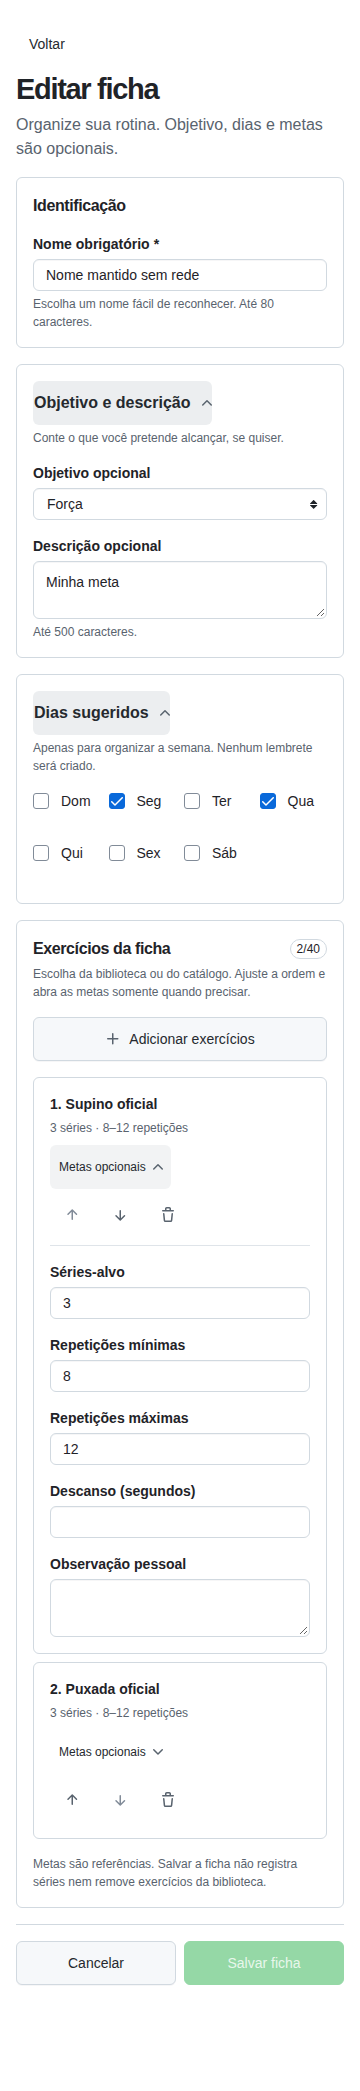 Voltar
Editar ficha
Organize sua rotina. Objetivo, dias e metas
são opcionais.
Identificação
Nome obrigatório *
Nome mantido sem rede
Escolha um nome fácil de reconhecer. Até 80
caracteres.
Objetivo e descrição
Conte o que você pretende alcançar, se quiser.
Objetivo opcional
Força
Descrição opcional
Minha meta
Até 500 caracteres.
Dias sugeridos
Apenas para organizar a semana. Nenhum lembrete
será criado.
Dom Seg Ter Qua
Qui Sex Sáb
Exercícios da ficha 2/40
Escolha da biblioteca ou do catálogo. Ajuste a ordem e
abra as metas somente quando precisar.
Adicionar exercícios
1. Supino oficial
3 séries · 8–12 repetições
Metas opcionais
Séries-alvo
3
Repetições mínimas
8
Repetições máximas
12
Descanso (segundos)
Observação pessoal
2. Puxada oficial
3 séries · 8–12 repetições
Metas opcionais
Metas são referências. Salvar a ficha não registra
séries nem remove exercícios da biblioteca.
Cancelar Salvar ficha